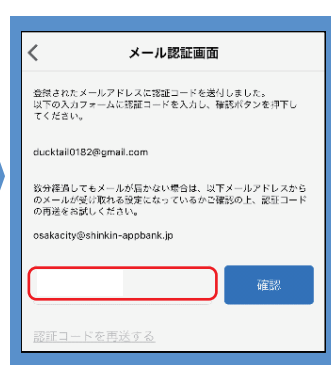 メール認証画面
登録されたメールアドレスに認証コードを送付しました。
以下の入力フォームに認証コードを入力し、確認ボタンを押下し
てください。
ducktail0182@gmail.com
数分経過してもメールが届かない場合は、以下メールアドレスから
のメールが受け取れる設定になっているかご確認の上、認証コード
の再送をお試しください。
osakacity@shinkin-appbank.jp
確認
認証コードを再送する